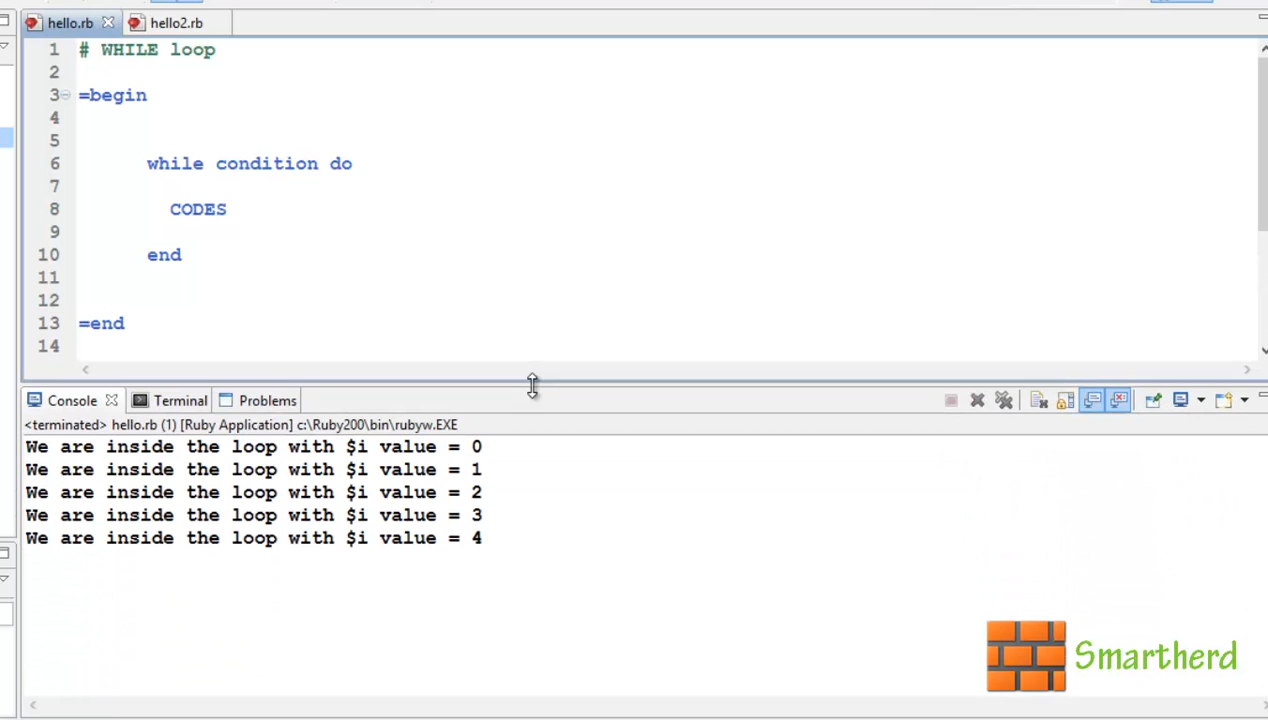 hello.rb hello2.rb
1 # WHILE loop
2
3 =begin
4
5
6 while condition do
7
8 CODES
9
10 end
11
12
13 =end
14
Console Terminal Problems
<terminated> hello.rb (1) [Ruby Application] c:\Ruby200\bin\rubyw.EXE
We are inside the loop with $i value = 0
We are inside the loop with $i value = 1
We are inside the loop with $i value = 2
We are inside the loop with $i value = 3
We are inside the loop with $i value = 4
Smartherd